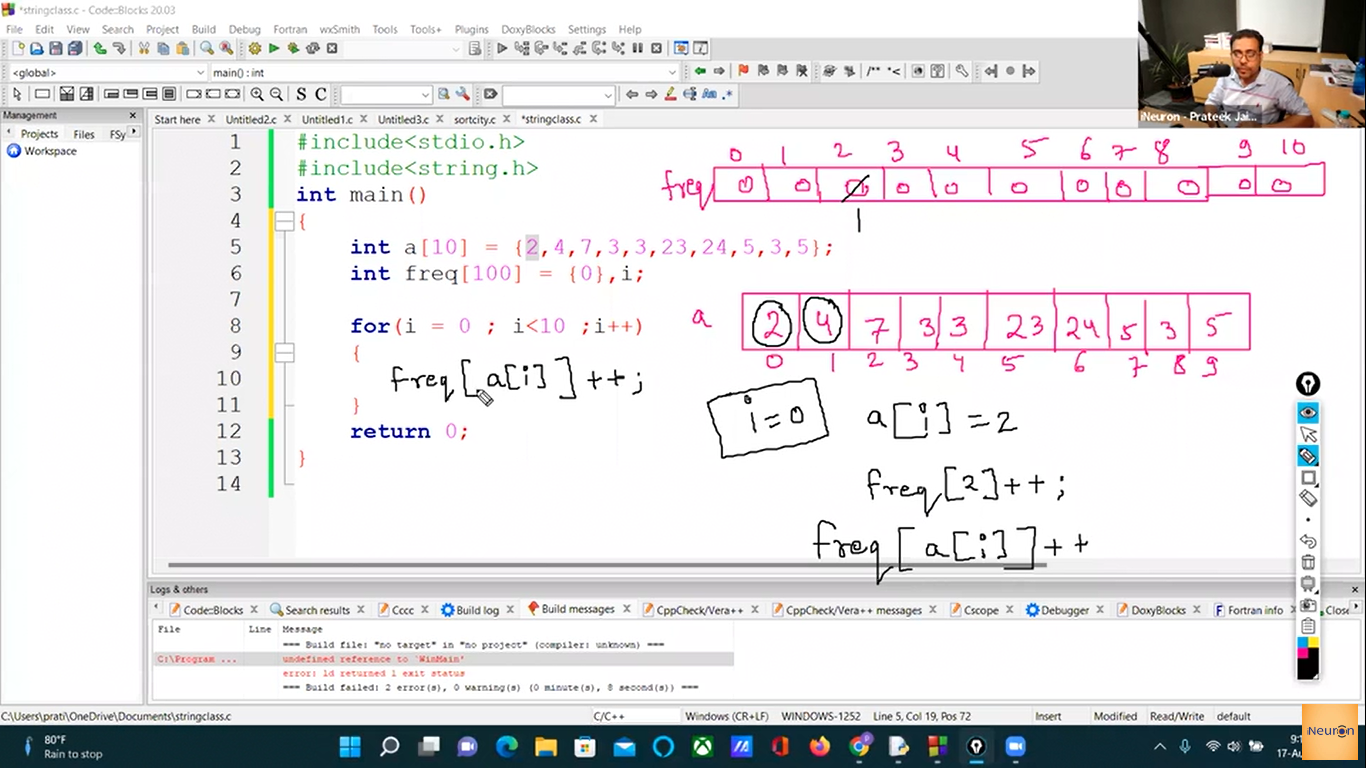 *stringclass.c - Code::Blocks 20.03
File Edit View Search Project Build Debug Fortran wxSmith Tools Tools+ Plugins DoxyBlocks Settings Help
<global> main() : int
S C
Management
Projects Files FSy
Workspace
Start here Untitled2.c Untitled1.c Untitled3.c sortcity.c *stringclass.c
iNeuron - Prateek Jai...
1 #include<stdio.h>
2 #include<string.h>
3 int main()
4 {
5 int a[10] = {2,4,7,3,3,23,24,5,3,5};
6 int freq[100] = {0},i;
7
8 for(i = 0 ; i<10 ;i++)
9 {
10 freq[a[i]]++;
11 }
12 return 0;
13 }
14
0 1 2 3 4 5 6 7 8 9 10
freq 0 0 0 0 0 0 0 0 0 0 0
1
a 2 4 7 3 3 23 24 5 3 5
0 1 2 3 4 5 6 7 8 9
i=0 a[i]=2
freq[2]++;
freq[a[i]]++
Logs & others
Code::Blocks Search results Cccc Build log Build messages CppCheck/Vera++ CppCheck/Vera++ messages Cscope Debugger DoxyBlocks Fortran info Close
File Line Message
=== Build file: "no target" in "no project" (compiler: unknown) ===
C:\Program ... undefined reference to `WinMain'
error: ld returned 1 exit status
=== Build failed: 2 error(s), 0 warning(s) (0 minute(s), 8 second(s)) ===
C:\Users\prati\OneDrive\Documents\stringclass.c C/C++ Windows (CR+LF) WINDOWS-1252 Line 5, Col 19, Pos 72 Insert Modified Read/Write default
80°F
Rain to stop
iNeuron